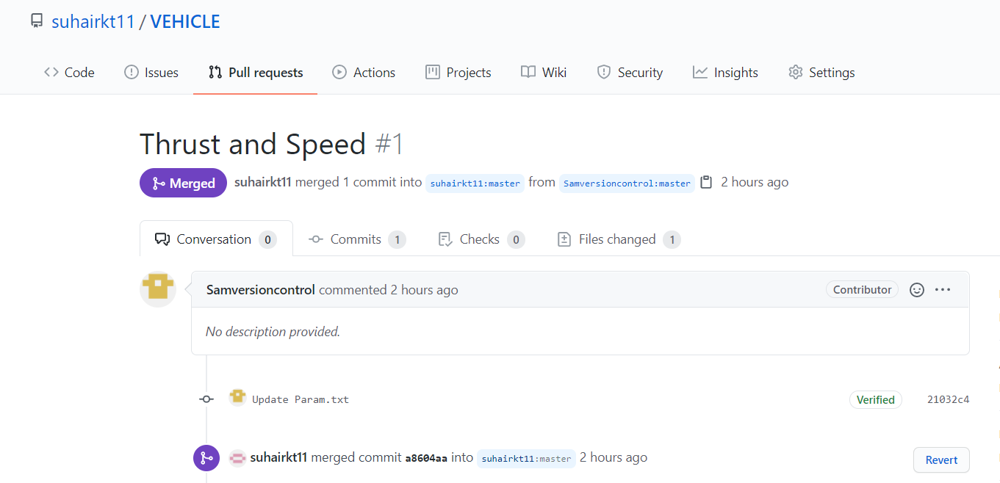 suhairkt11 / VEHICLE
Code Issues Pull requests Actions Projects Wiki Security Insights Settings
Thrust and Speed #1
Merged suhairkt11 merged 1 commit into suhairkt11:master from Samversioncontrol:master 2 hours ago
Conversation 0 Commits 1 Checks 0 Files changed 1
Samversioncontrol commented 2 hours ago Contributor
No description provided.
Update Param.txt Verified 21032c4
suhairkt11 merged commit a8604aa into suhairkt11:master 2 hours ago Revert